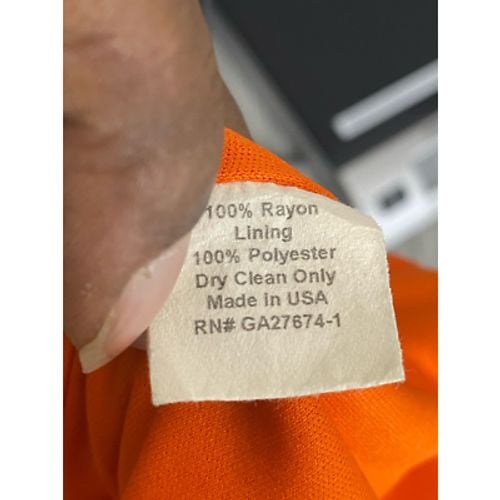 100% Rayon
Lining
100% Polyester
Dry Clean Only
Made in USA
RN# GA27674-1